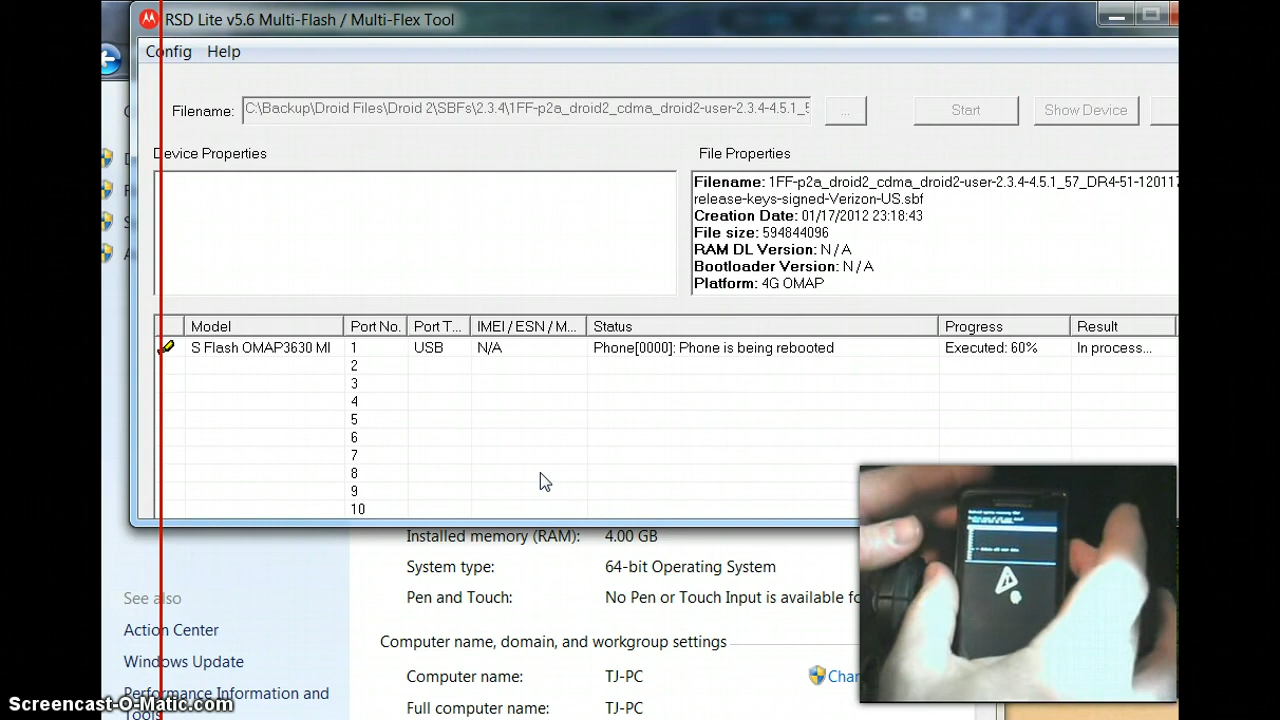 RSD Lite v5.6 Multi-Flash / Multi-Flex Tool
Config Help
Filename: C:\Backup\Droid Files\Droid 2\SBFs\2.3.4\1FF-p2a_droid2_cdma_droid2-user-2.3.4-4.5.1_5 ... Start Show Device
Device Properties File Properties
Filename: 1FF-p2a_droid2_cdma_droid2-user-2.3.4-4.5.1_57_DR4-51-120117
release-keys-signed-Verizon-US.sbf
Creation Date: 01/17/2012 23:18:43
File size: 594844096
RAM DL Version: N/A
Bootloader Version: N/A
Platform: 4G OMAP
Model Port No. Port T... IMEI / ESN / M... Status Progress Result
S Flash OMAP3630 MI 1 USB N/A Phone[0000]: Phone is being rebooted Executed: 60% In process...
2
3
4
5
6
7
8
9
10
Installed memory (RAM): 4.00 GB
System type: 64-bit Operating System
Pen and Touch: No Pen or Touch Input is available fo
See also
Action Center
Computer name, domain, and workgroup settings
Windows Update
Computer name: TJ-PC Chan
Performance Information and
Tools
Full computer name: TJ-PC
Screencast-O-Matic.com